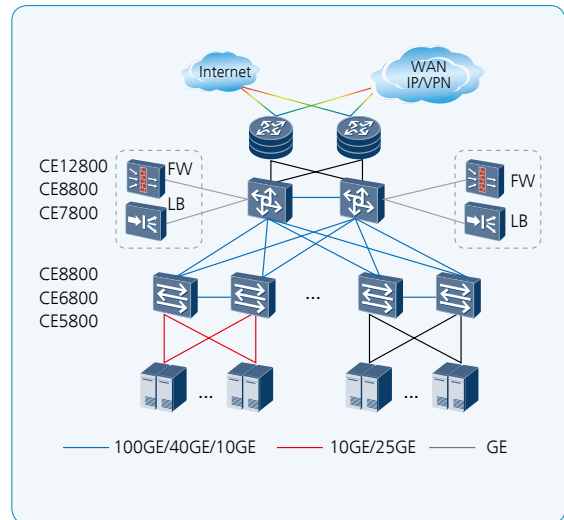 Internet
WAN
IP/VPN
CE12800
CE8800
CE7800
FW
LB
FW
LB
CE8800
CE6800
CE5800
...
... ...
100GE/40GE/10GE 10GE/25GE GE